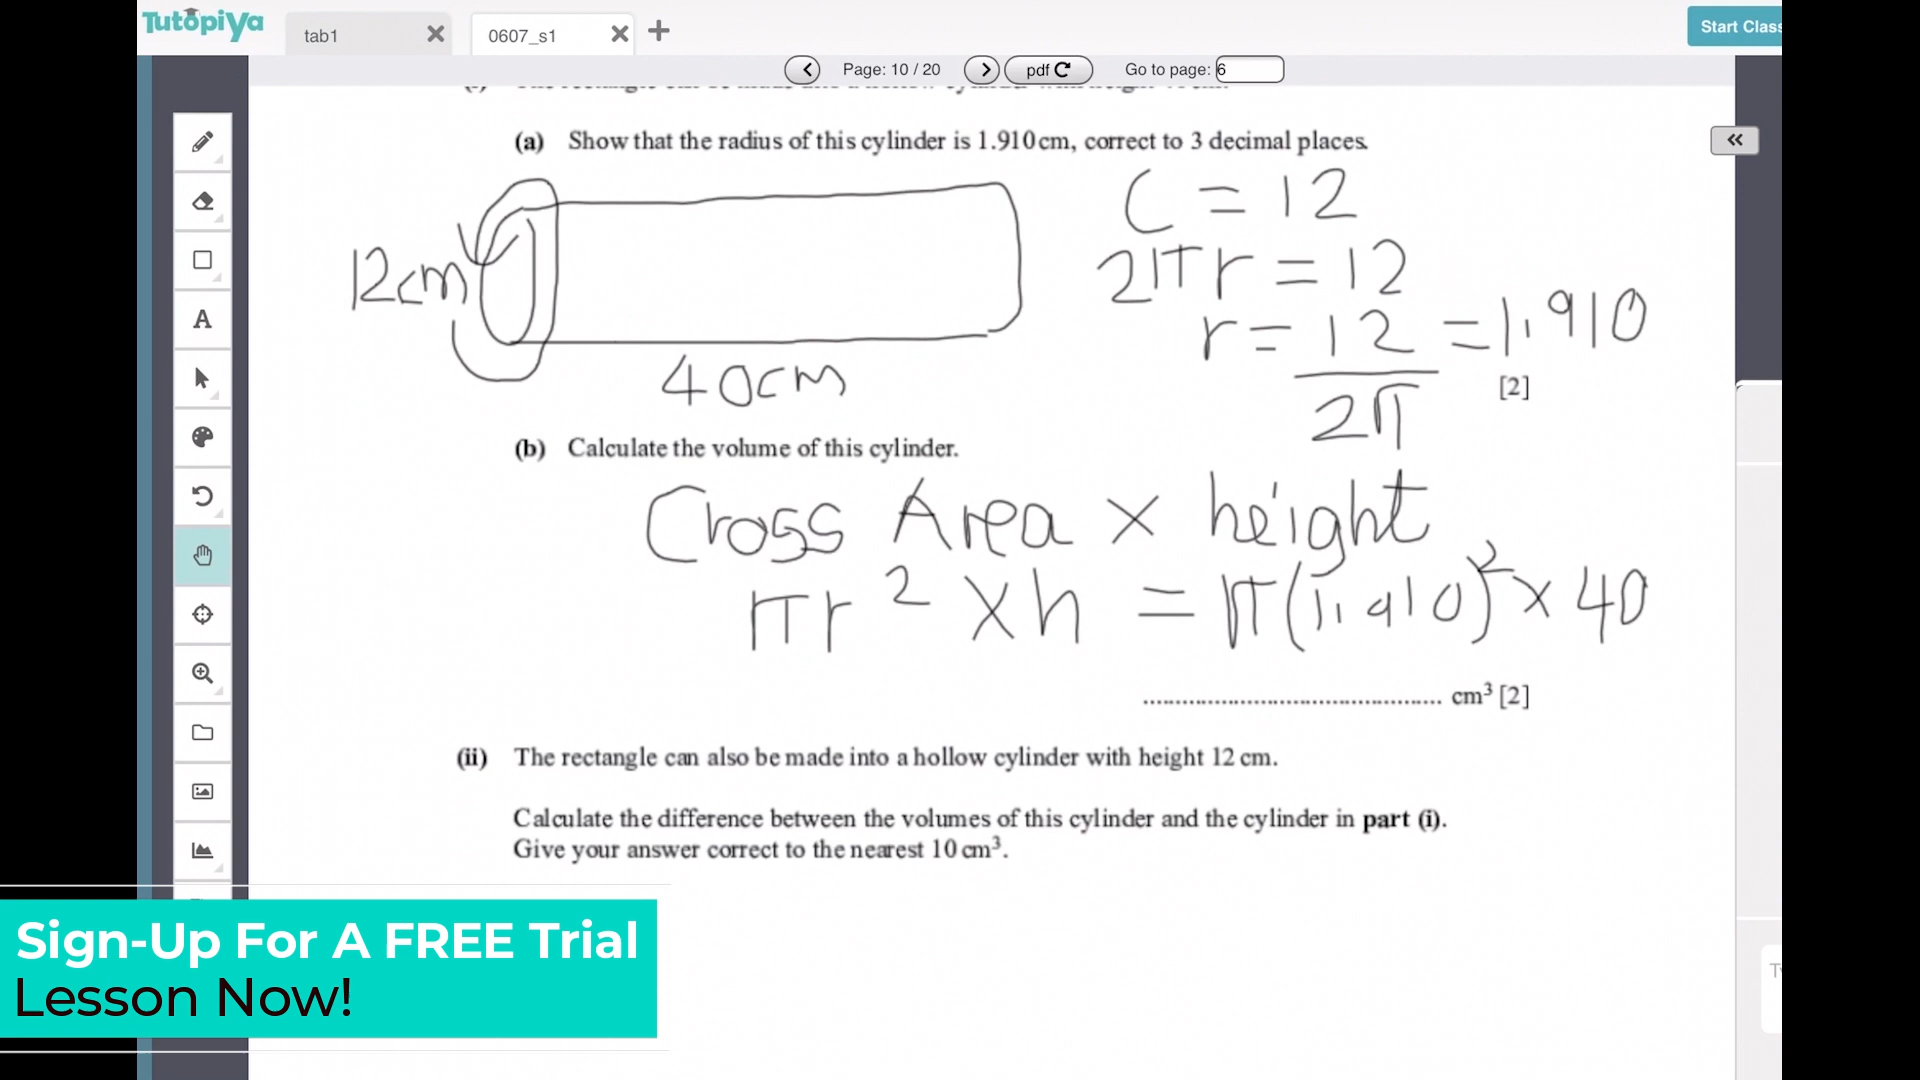 TutopiYa
tab1
0607_s1
Start Class
Page: 10 / 20
pdf
Go to page: 6
(a) Show that the radius of this cylinder is 1.910 cm, correct to 3 decimal places.
C = 12
2πr = 12
12cm
r = 12 = 1.910
2π
40cm
[2]
(b) Calculate the volume of this cylinder.
Cross Area × height
πr² × h = π(1.910)² × 40
........................................ cm³ [2]
(ii) The rectangle can also be made into a hollow cylinder with height 12 cm.
Calculate the difference between the volumes of this cylinder and the cylinder in part (i).
Give your answer correct to the nearest 10 cm³.
Sign-Up For A FREE Trial
Lesson Now!